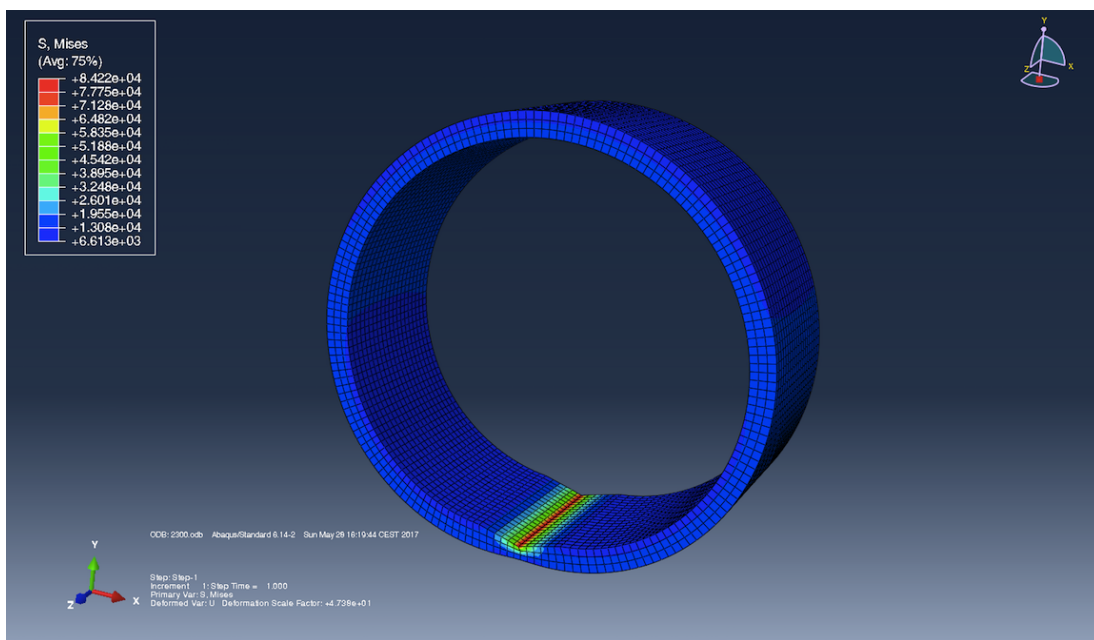 S, Mises
(Avg: 75%)
+8.422e+04
+7.775e+04
+7.128e+04
+6.482e+04
+5.835e+04
+5.188e+04
+4.542e+04
+3.895e+04
+3.248e+04
+2.601e+04
+1.955e+04
+1.308e+04
+6.613e+03
Y
Z X
ODB: 2300.odb Abaqus/Standard 6.14-2 Sun May 28 16:19:44 CEST 2017
Y
Z X
Step: Step-1
Increment 1: Step Time = 1.000
Primary Var: S, Mises
Deformed Var: U Deformation Scale Factor: +4.738e+01